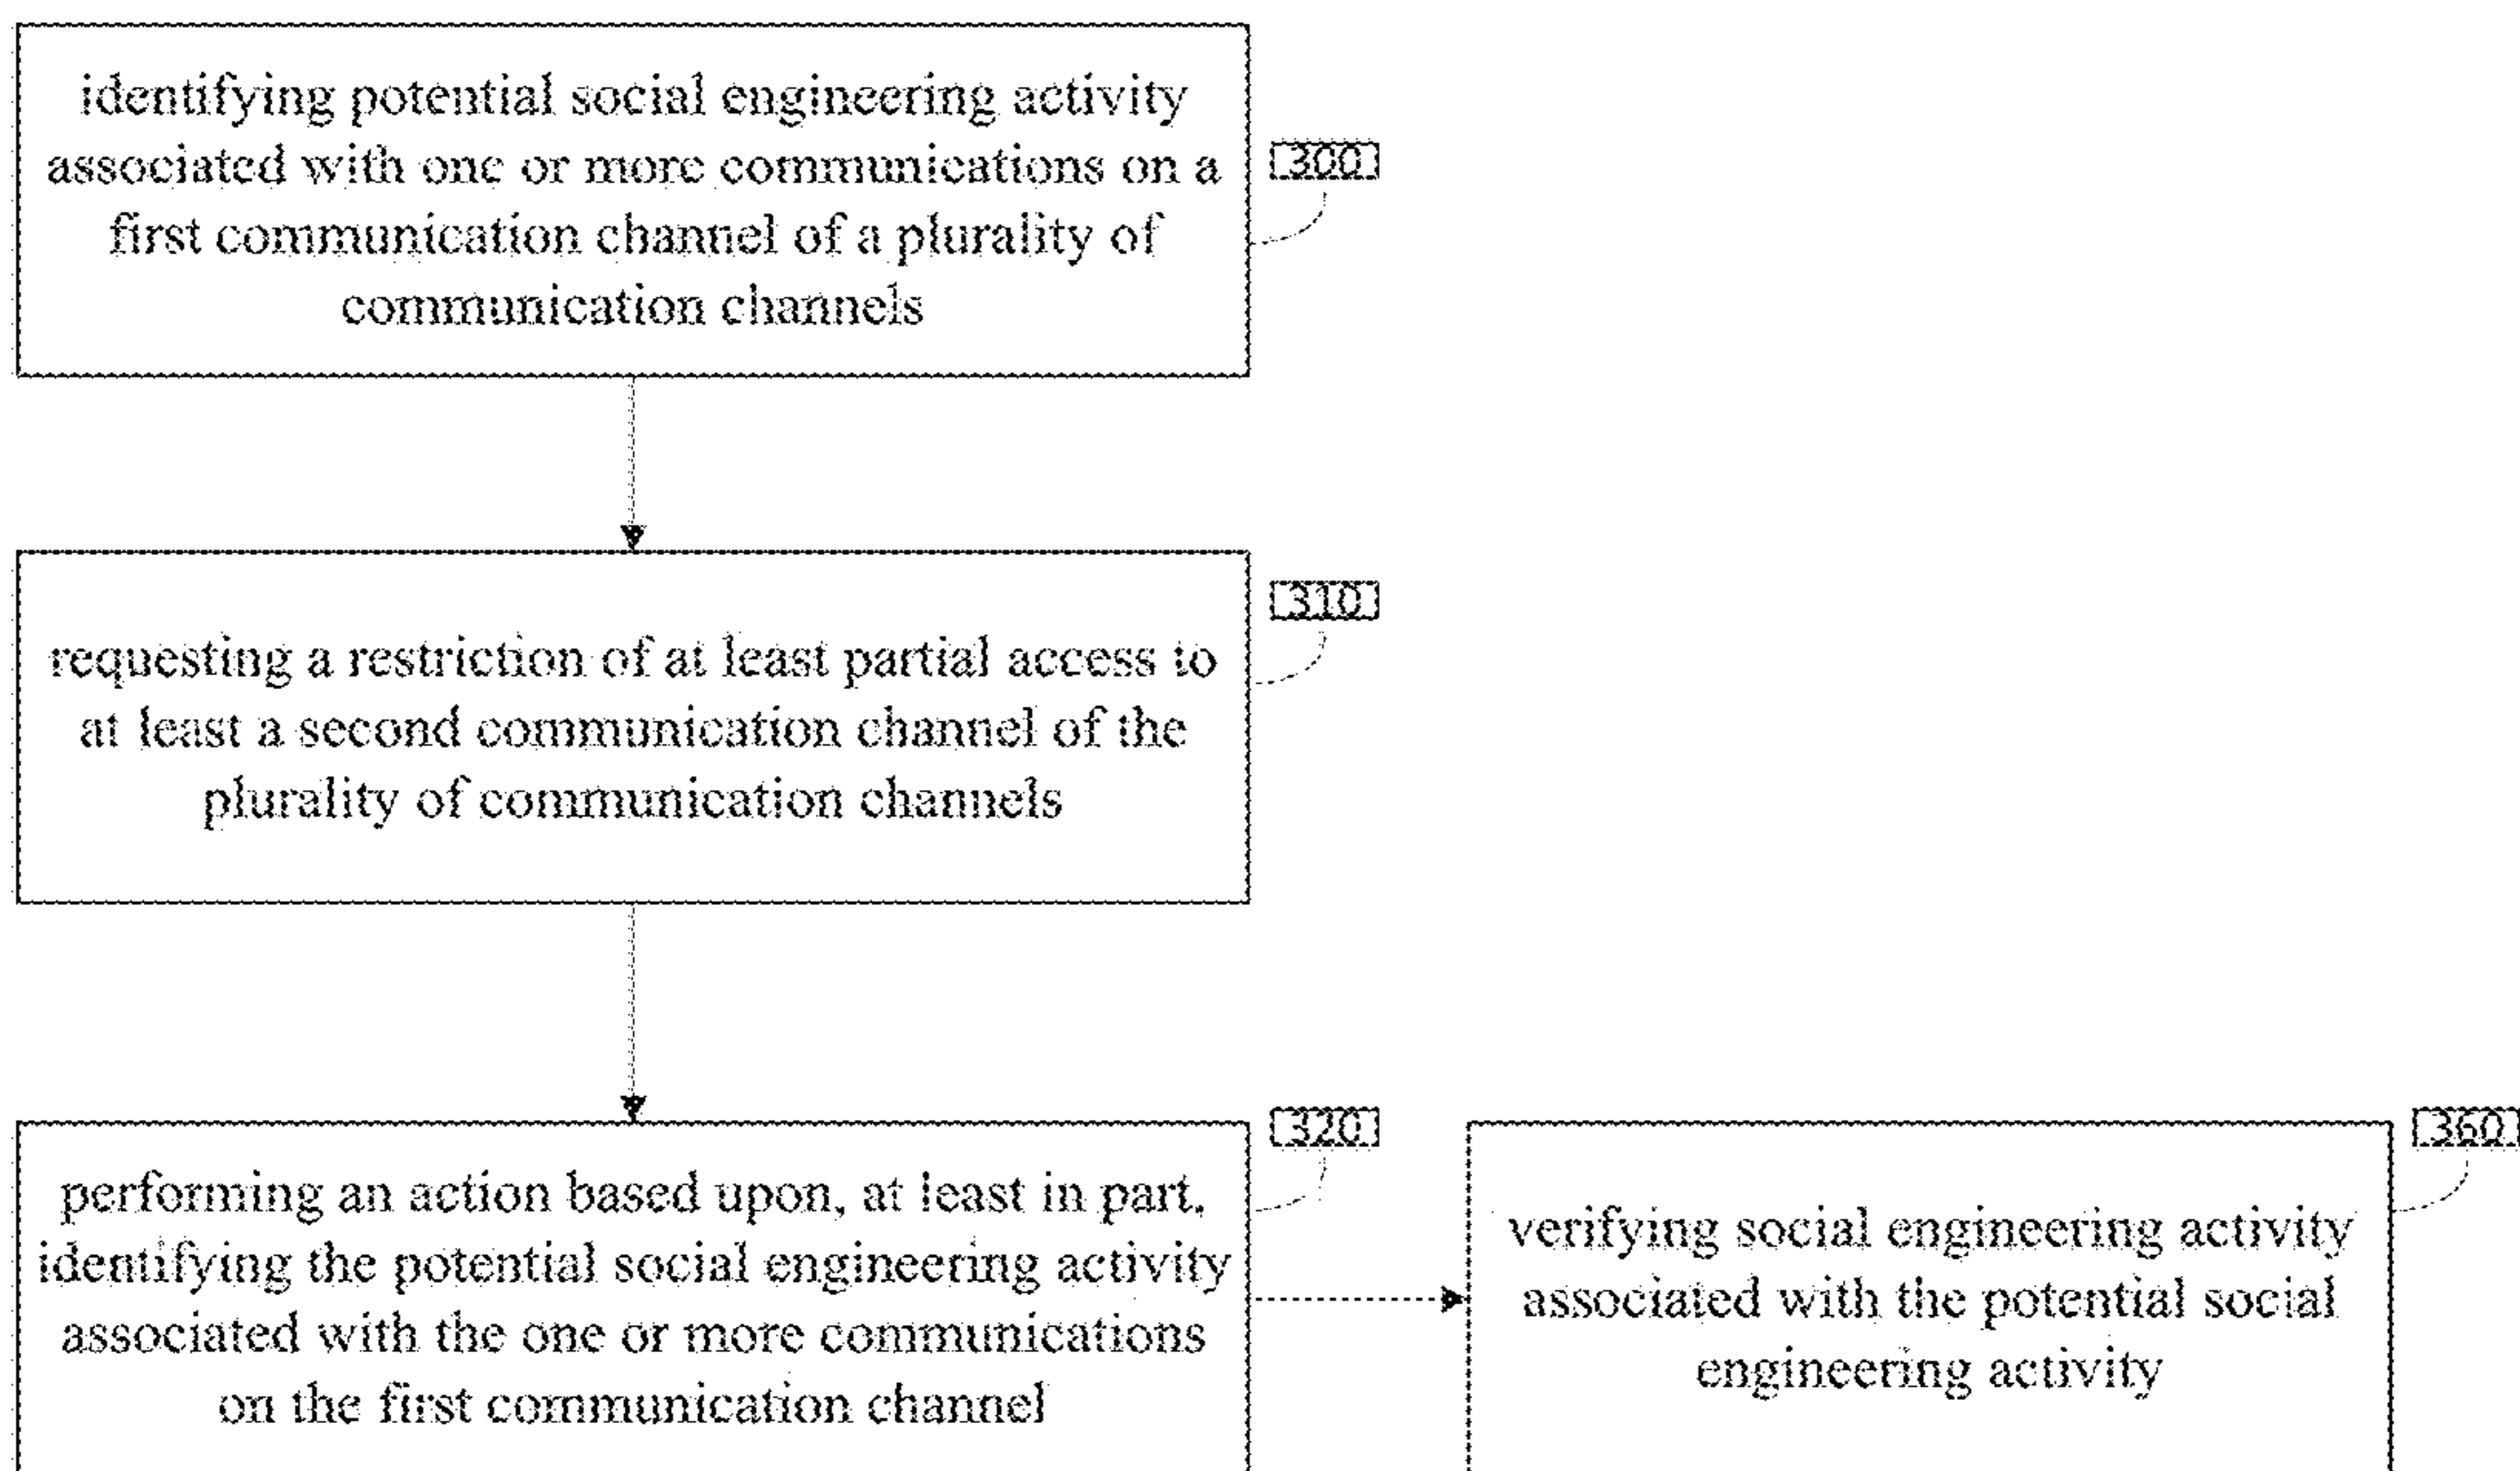 identifying potential social engineering activity
associated with one or more communications on a
first communication channel of a plurality of
communication channels
300
requesting a restriction of at least partial access to
at least a second communication channel of the
plurality of communication channels
310
performing an action based upon, at least in part,
identifying the potential social engineering activity
associated with the one or more communications
on the first communication channel
320
verifying social engineering activity
associated with the potential social
engineering activity
360